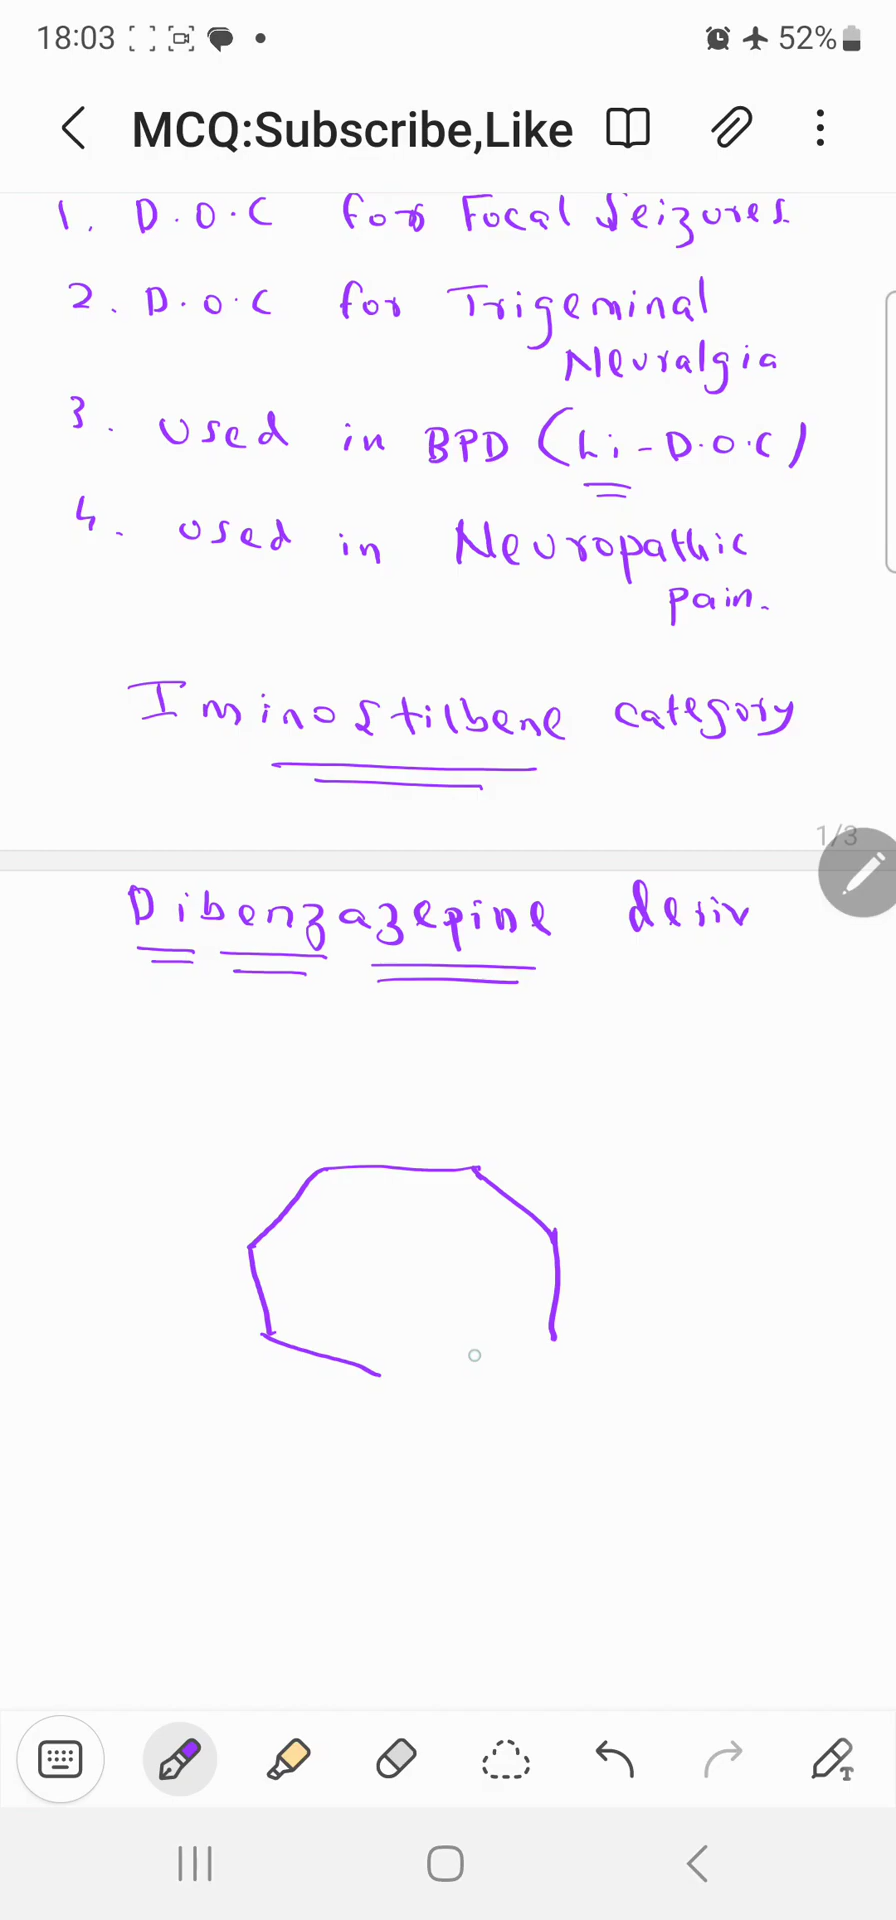 18:03
52%
MCQ:Subscribe,Like
1. D.O.C for Focal Seizures.
2. D.O.C for Trigeminal
Neuralgia
3. Used in BPD (Li-D.O.C)
4. Used in Neuropathic
pain.
Iminostilbene category
1/3
Dibenzazepine deriv
T